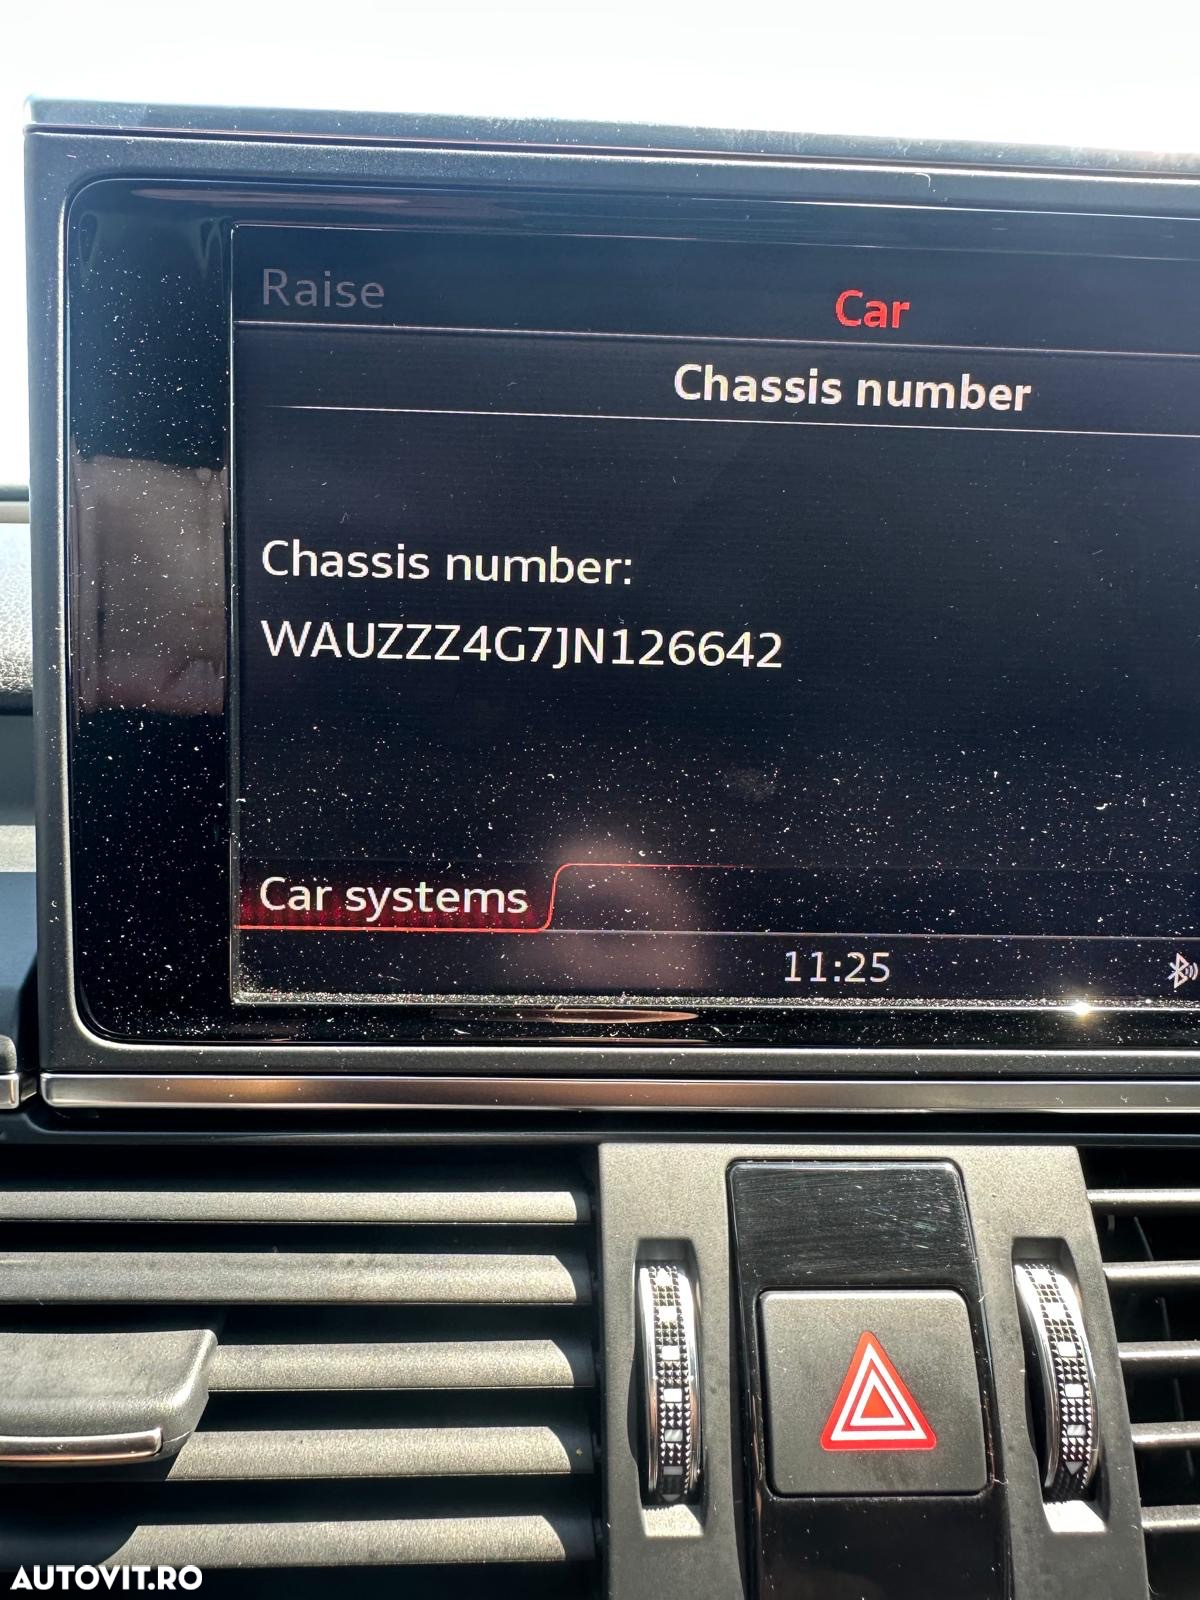 Raise
Car
Chassis number
Chassis number:
WAUZZZ4G7JN126642
Car systems
11:25
AUTOVIT.RO